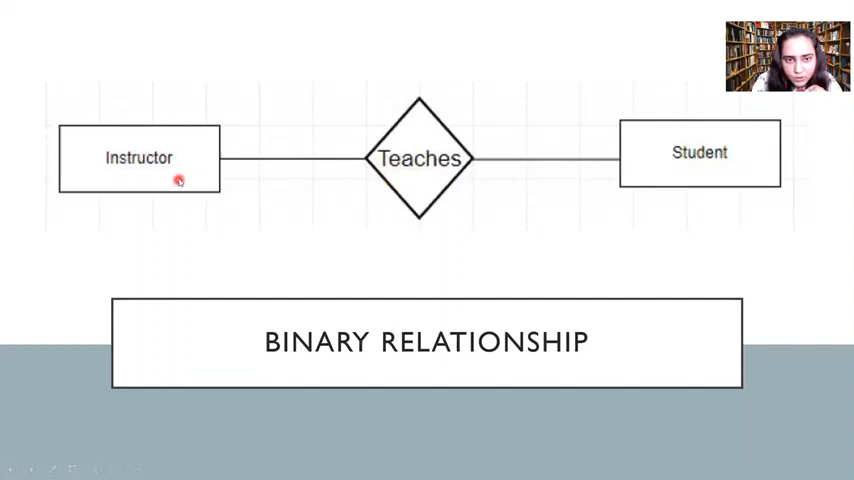 Instructor
Teaches
Student
BINARY RELATIONSHIP